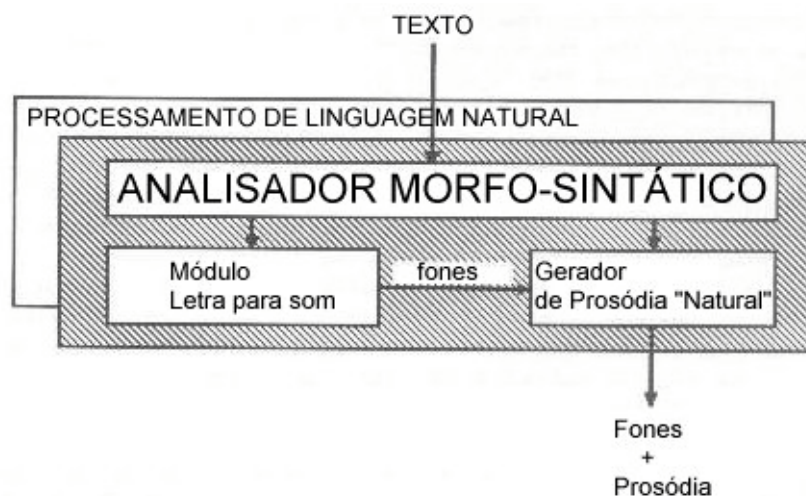 TEXTO
PROCESSAMENTO DE LINGUAGEM NATURAL
ANALISADOR MORFO-SINTÁTICO
Módulo
Letra para som
fones
Gerador
de Prosódia "Natural"
Fones
+
Prosódia